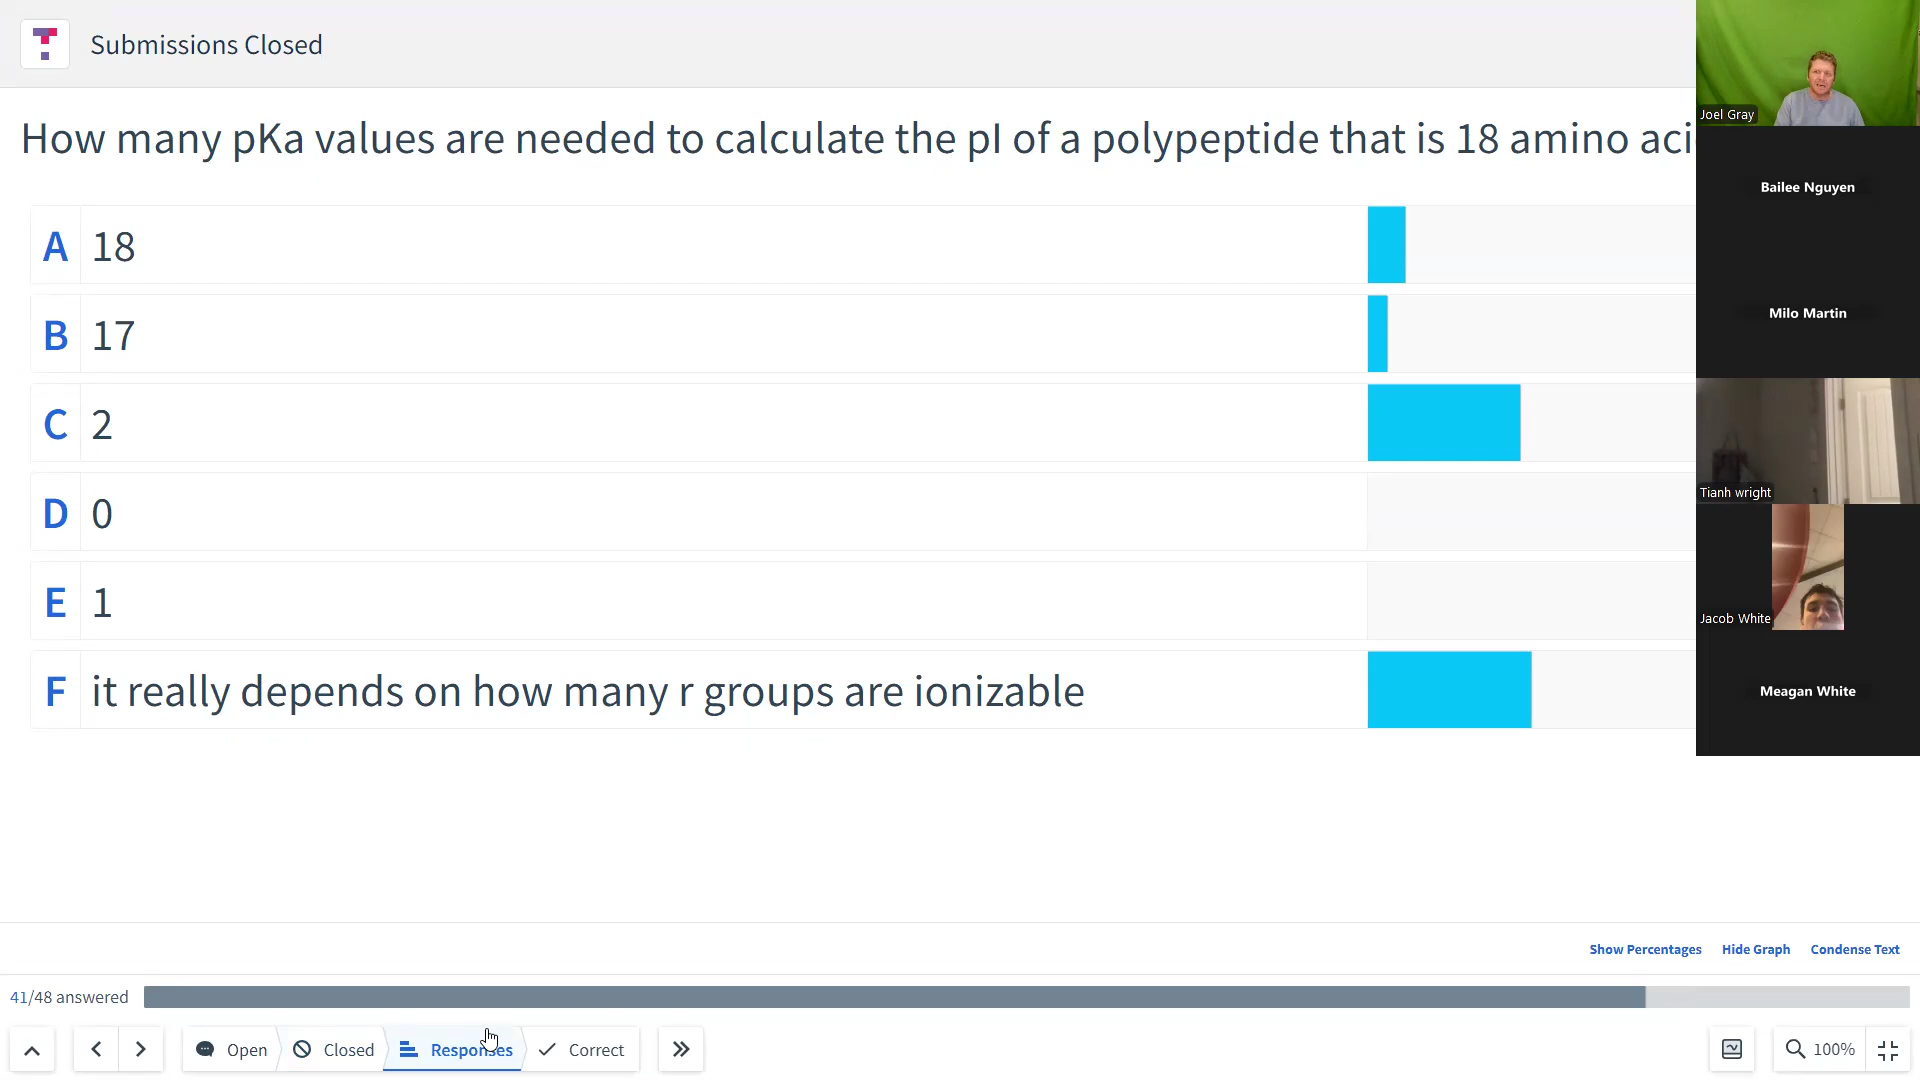 Submissions Closed
How many pKa values are needed to calculate the pI of a polypeptide that is 18 amino
A 18
B 17
C 2
D 0
E 1
F it really depends on how many r groups are ionizable
Joel Gray
Bailee Nguyen
Milo Martin
Tianh wright
Jacob White
Meagan White
Show Percentages Hide Graph Condense Text
41/48 answered
Open Closed Responses Correct 100%